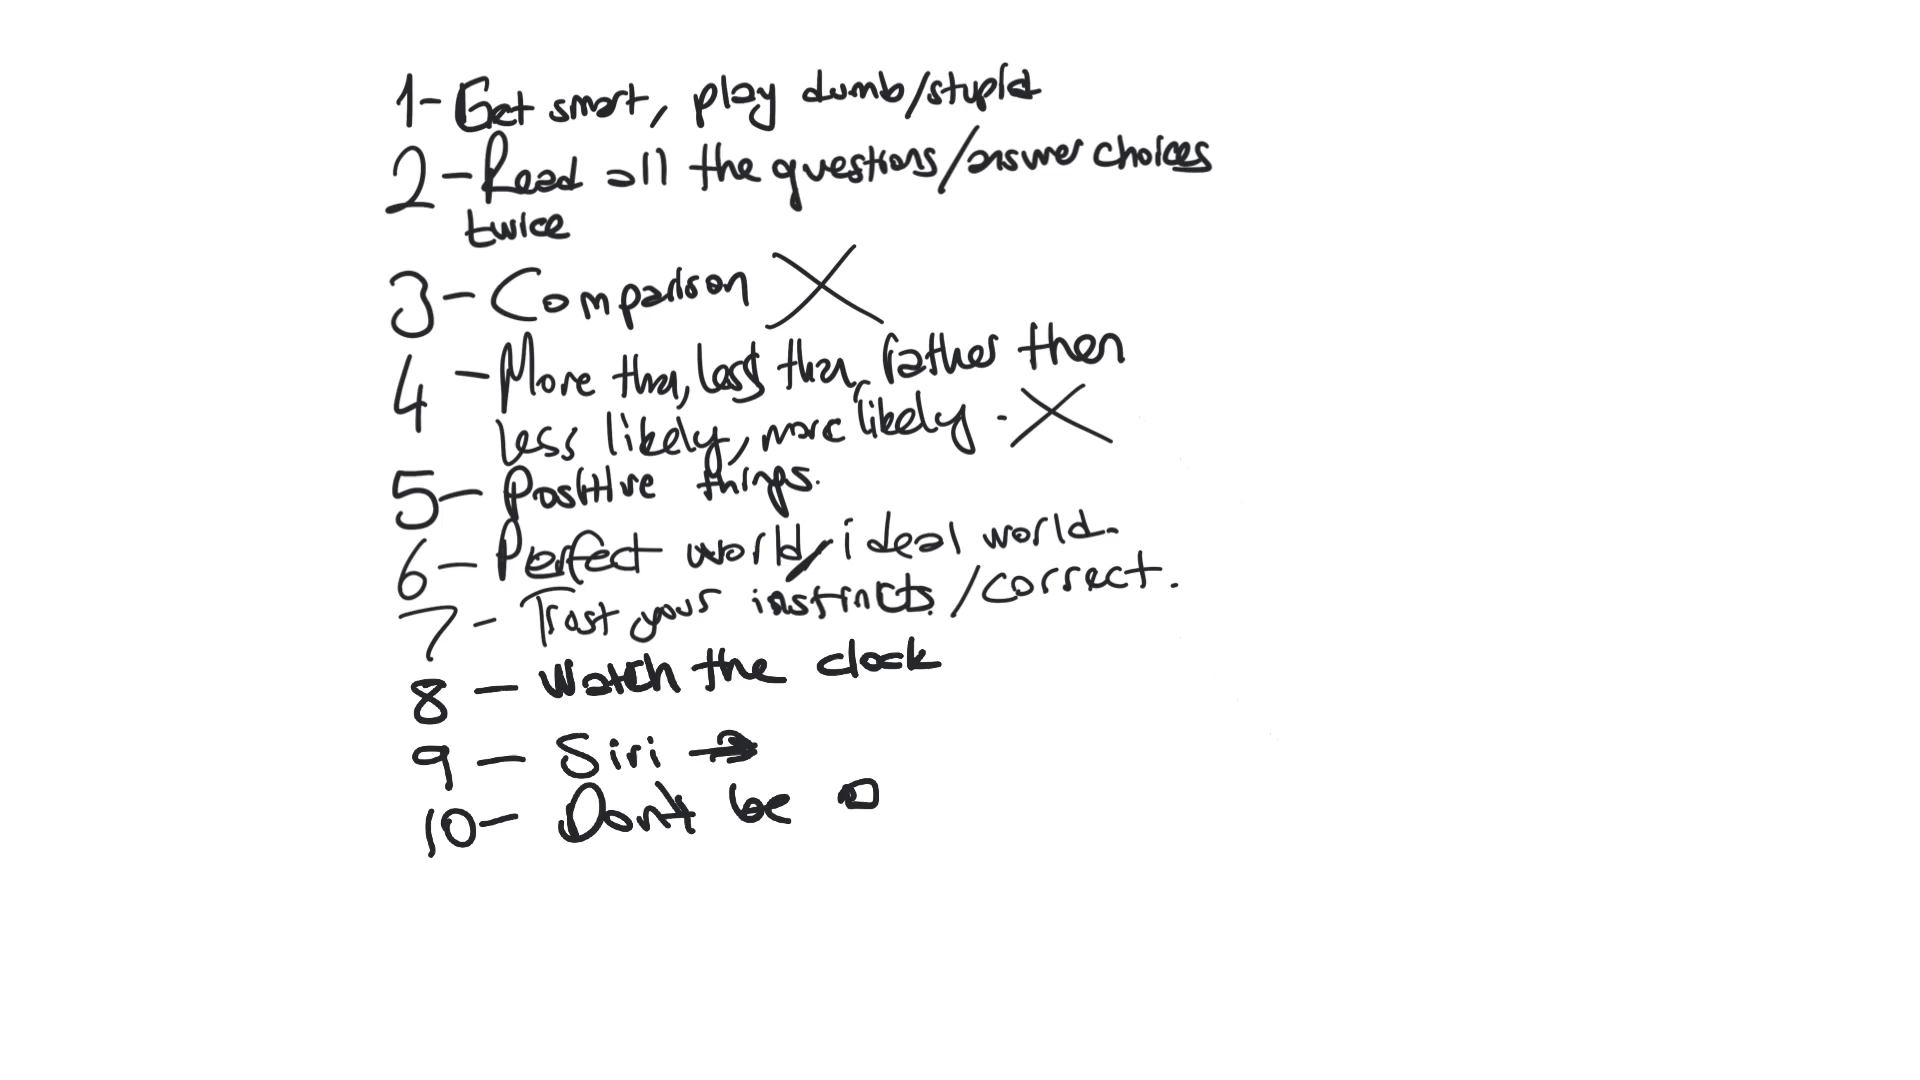 1- Get smart, play dumb/stupid
2- Read all the questions/answer choices
twice
3- Comparison X
4- More than, less than, rather then
less likely, more likely. X
5- Positive things.
6- Perfect world/ideal world.
7- Trust your instincts./correct.
8- Watch the clock
9- Siri →
10- Don't be